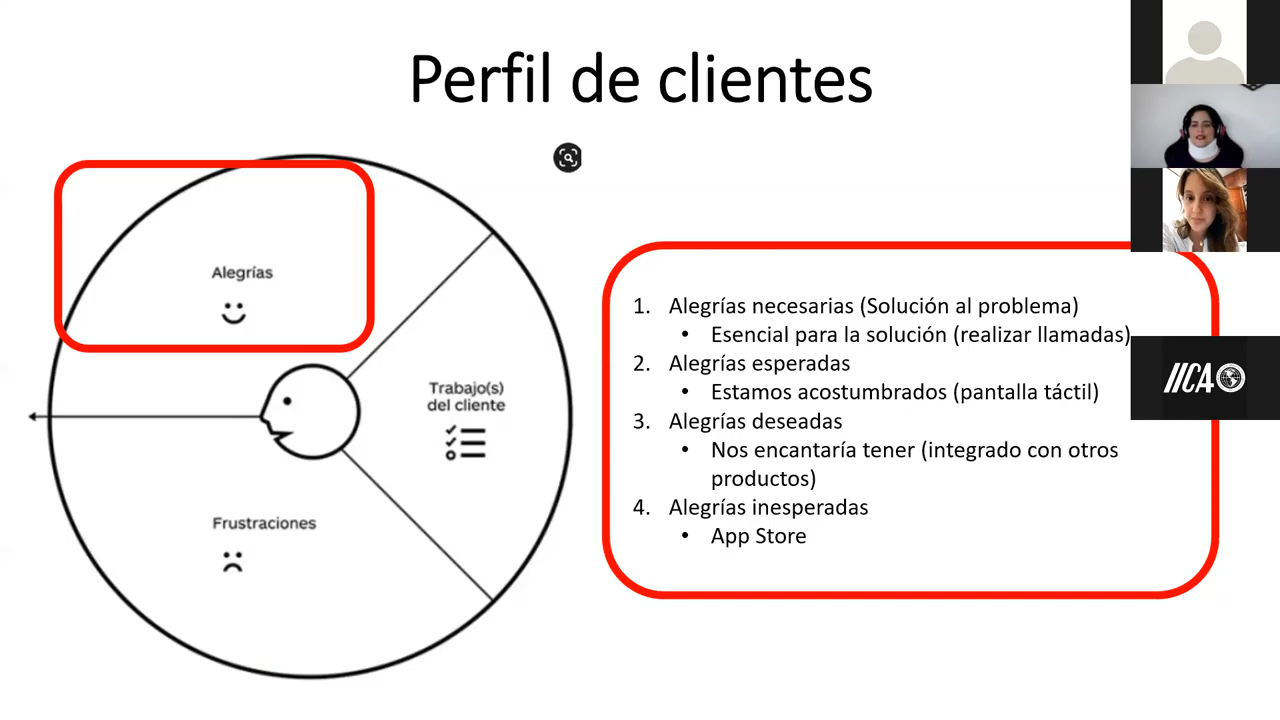 Perfil de clientes
Alegrías
Trabajo(s)
del cliente
Frustraciones
1. Alegrías necesarias (Solución al problema)
• Esencial para la solución (realizar llamadas)
2. Alegrías esperadas
• Estamos acostumbrados (pantalla táctil)
3. Alegrías deseadas
• Nos encantaría tener (integrado con otros
productos)
4. Alegrías inesperadas
• App Store
IICA